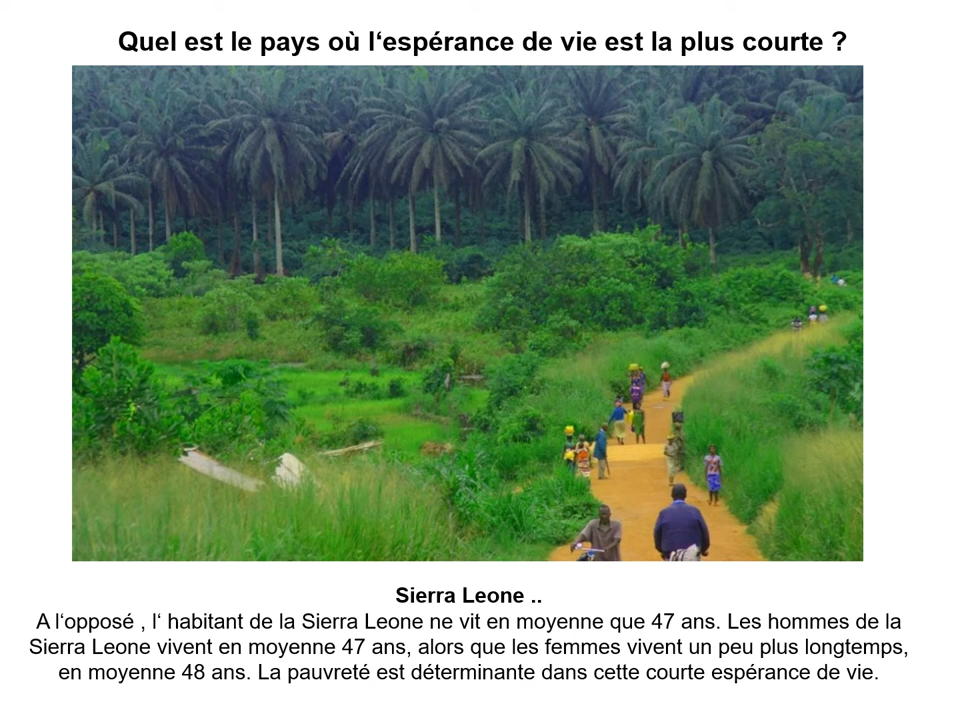 Quel est le pays où l‘espérance de vie est la plus courte ?
Sierra Leone ..
A l‘opposé , l‘ habitant de la Sierra Leone ne vit en moyenne que 47 ans. Les hommes de la
Sierra Leone vivent en moyenne 47 ans, alors que les femmes vivent un peu plus longtemps,
en moyenne 48 ans. La pauvreté est déterminante dans cette courte espérance de vie.